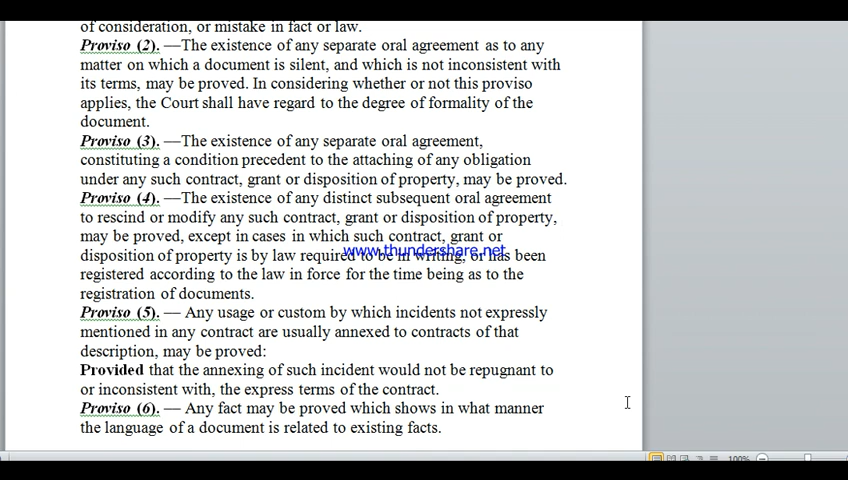 of consideration, or mistake in fact or law.
Proviso (2). —The existence of any separate oral agreement as to any
matter on which a document is silent, and which is not inconsistent with
its terms, may be proved. In considering whether or not this proviso
applies, the Court shall have regard to the degree of formality of the
document.
Proviso (3). —The existence of any separate oral agreement,
constituting a condition precedent to the attaching of any obligation
under any such contract, grant or disposition of property, may be proved.
Proviso (4). —The existence of any distinct subsequent oral agreement
to rescind or modify any such contract, grant or disposition of property,
may be proved, except in cases in which such contract, grant or
www.thundershare.net
disposition of property is by law required to be in writing, or has been
registered according to the law in force for the time being as to the
registration of documents.
Proviso (5). — Any usage or custom by which incidents not expressly
mentioned in any contract are usually annexed to contracts of that
description, may be proved:
Provided that the annexing of such incident would not be repugnant to
or inconsistent with, the express terms of the contract.
Proviso (6). — Any fact may be proved which shows in what manner
the language of a document is related to existing facts.
100%